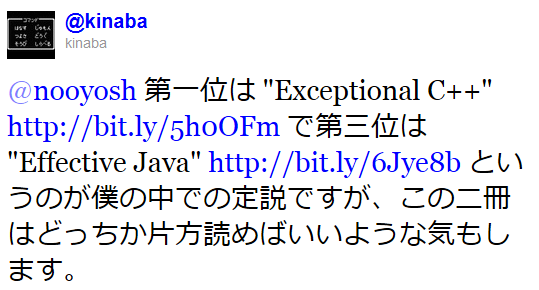 コマンド
はなす じゅもん
つよさ どうぐ
そうび しらべる
@kinaba
kinaba
@nooyosh 第一位は "Exceptional C++"
http://bit.ly/5h0OFm で第三位は
"Effective Java" http://bit.ly/6Jye8b とい
うのが僕の中での定説ですが、この二冊
はどっちか片方読めばいいような気もし
ます。